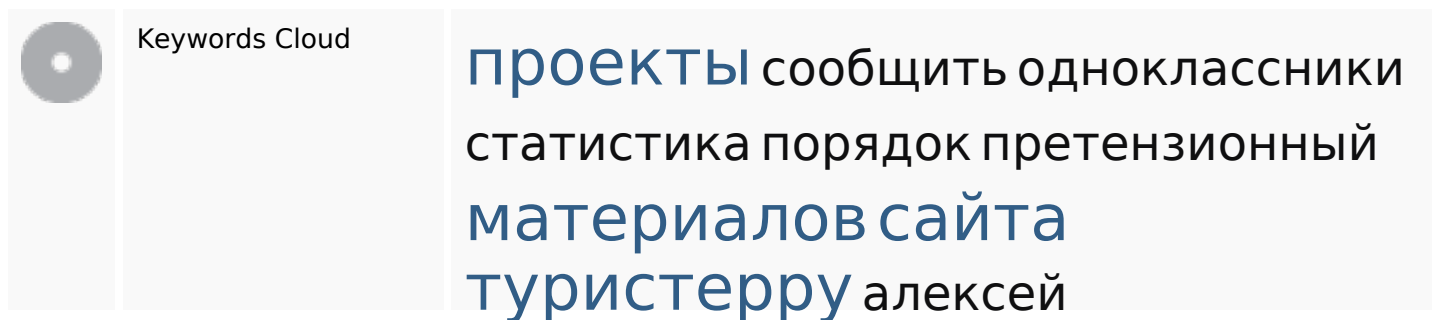 Keywords Cloud
проекты сообщить одноклассники
статистика порядок претензионный
материалов сайта
туристерру алексей